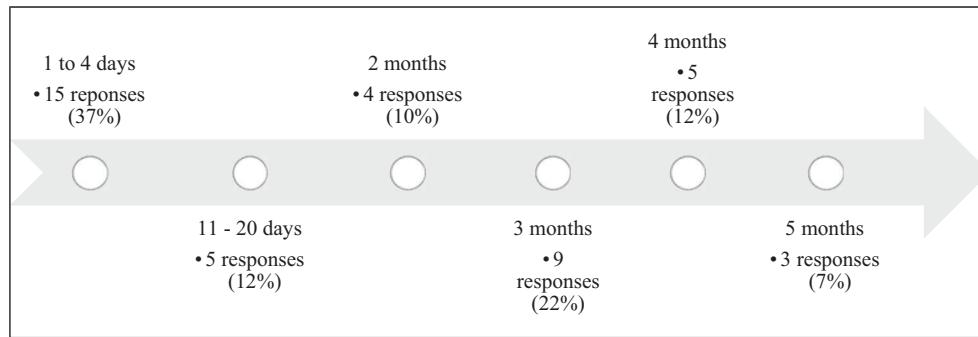 1 to 4 days
• 15 reponses
(37%)
11 - 20 days
• 5 responses
(12%)
2 months
• 4 responses
(10%)
3 months
• 9
responses
(22%)
4 months
• 5
responses
(12%)
5 months
• 3 responses
(7%)